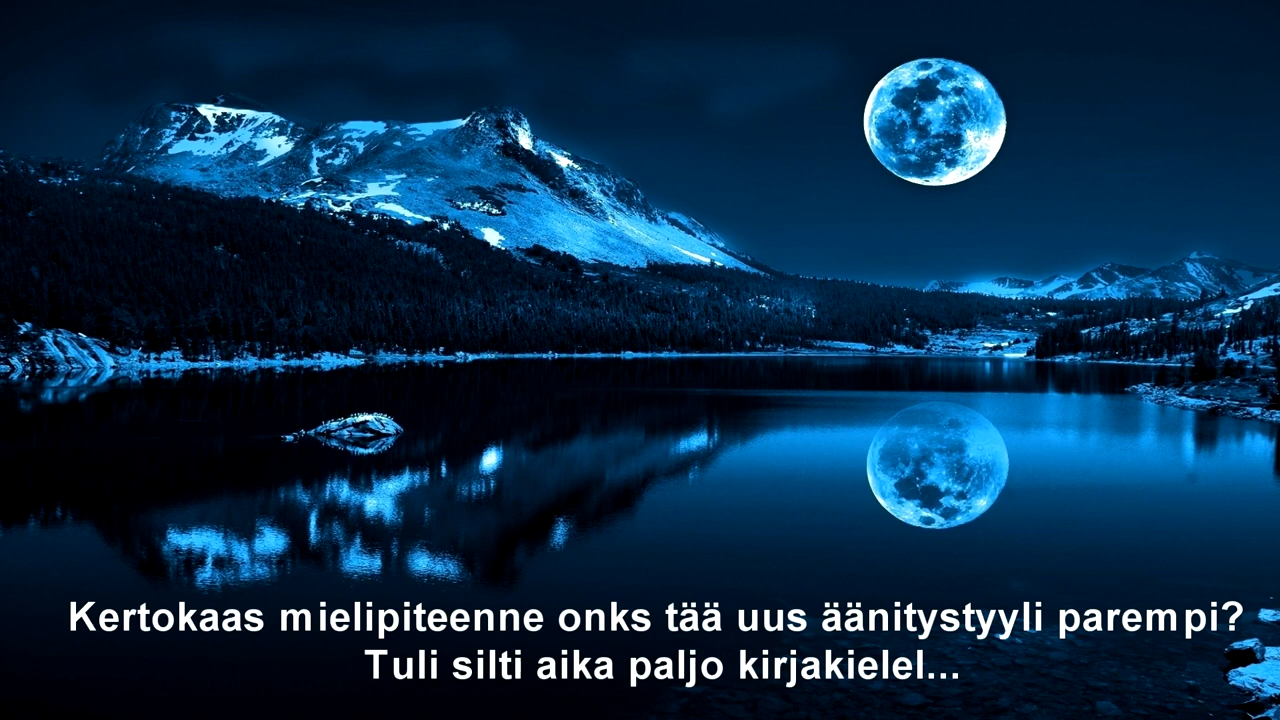 Kertokaas mielipiteenne onks tää uus äänitystyyli parempi?
Tuli silti aika paljo kirjakielel...